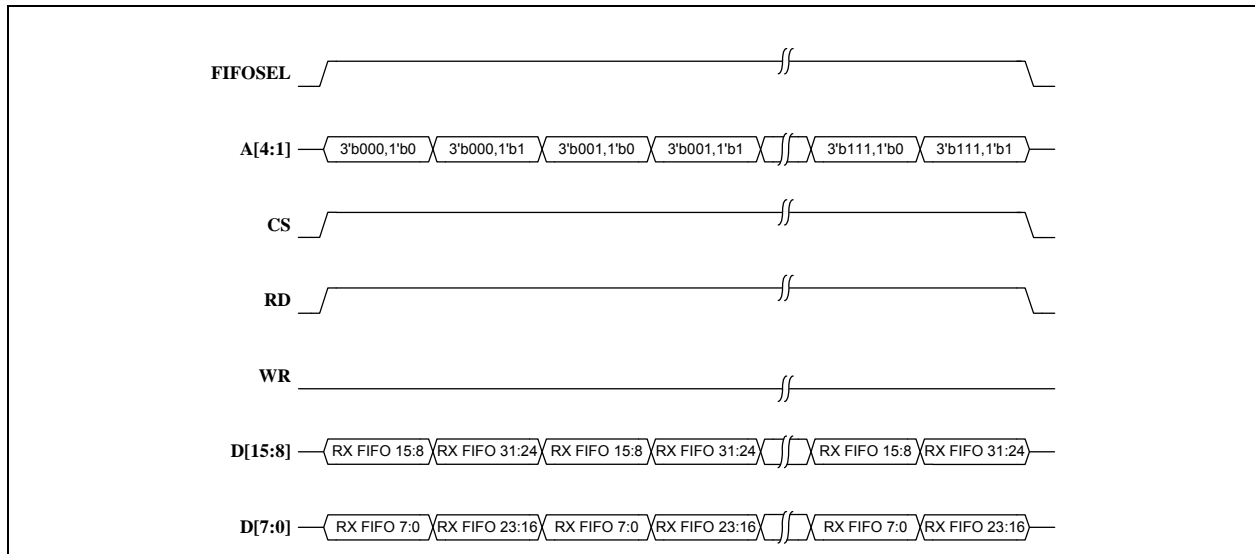 FIFOSEL
A[4:1] 3'b000,1'b0 3'b000,1'b1 3'b001,1'b0 3'b001,1'b1 3'b111,1'b0 3'b111,1'b1
CS
RD
WR
D[15:8] RX FIFO 15:8 RX FIFO 31:24 RX FIFO 15:8 RX FIFO 31:24 RX FIFO 15:8 RX FIFO 31:24
D[7:0] RX FIFO 7:0 RX FIFO 23:16 RX FIFO 7:0 RX FIFO 23:16 RX FIFO 7:0 RX FIFO 23:16